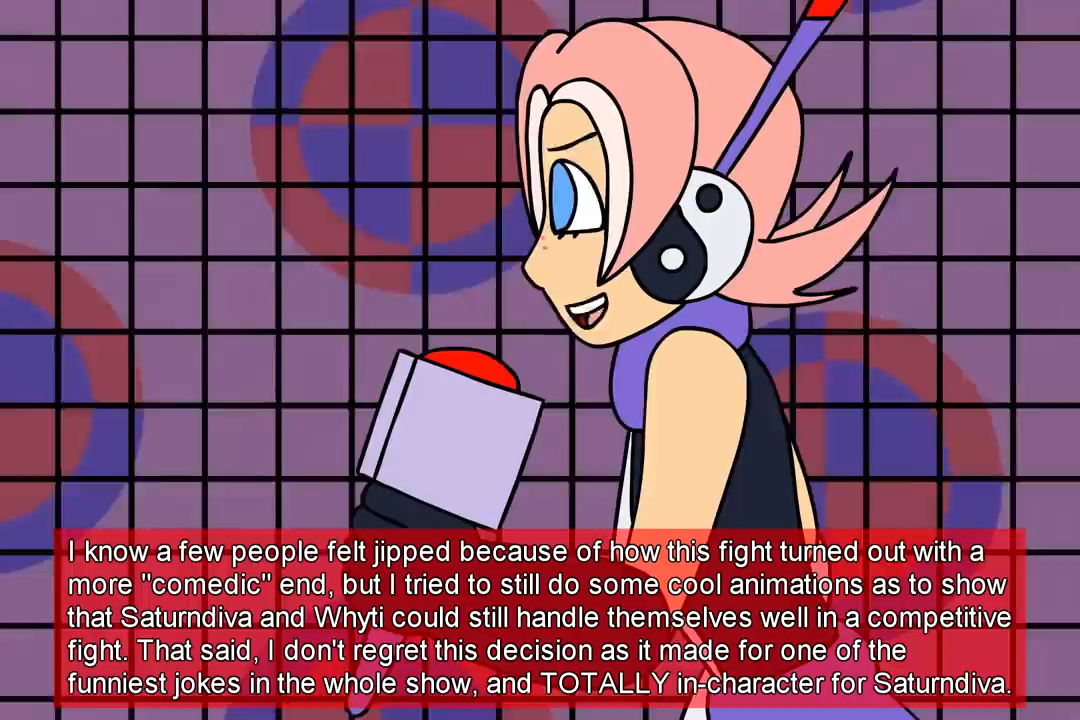 I know a few people felt jipped because of how this fight turned out with a
more "comedic" end, but I tried to still do some cool animations as to show
that Saturndiva and Whyti could still handle themselves well in a competitive
fight. That said, I don't regret this decision as it made for one of the
funniest jokes in the whole show, and TOTALLY in-character for Saturndiva.